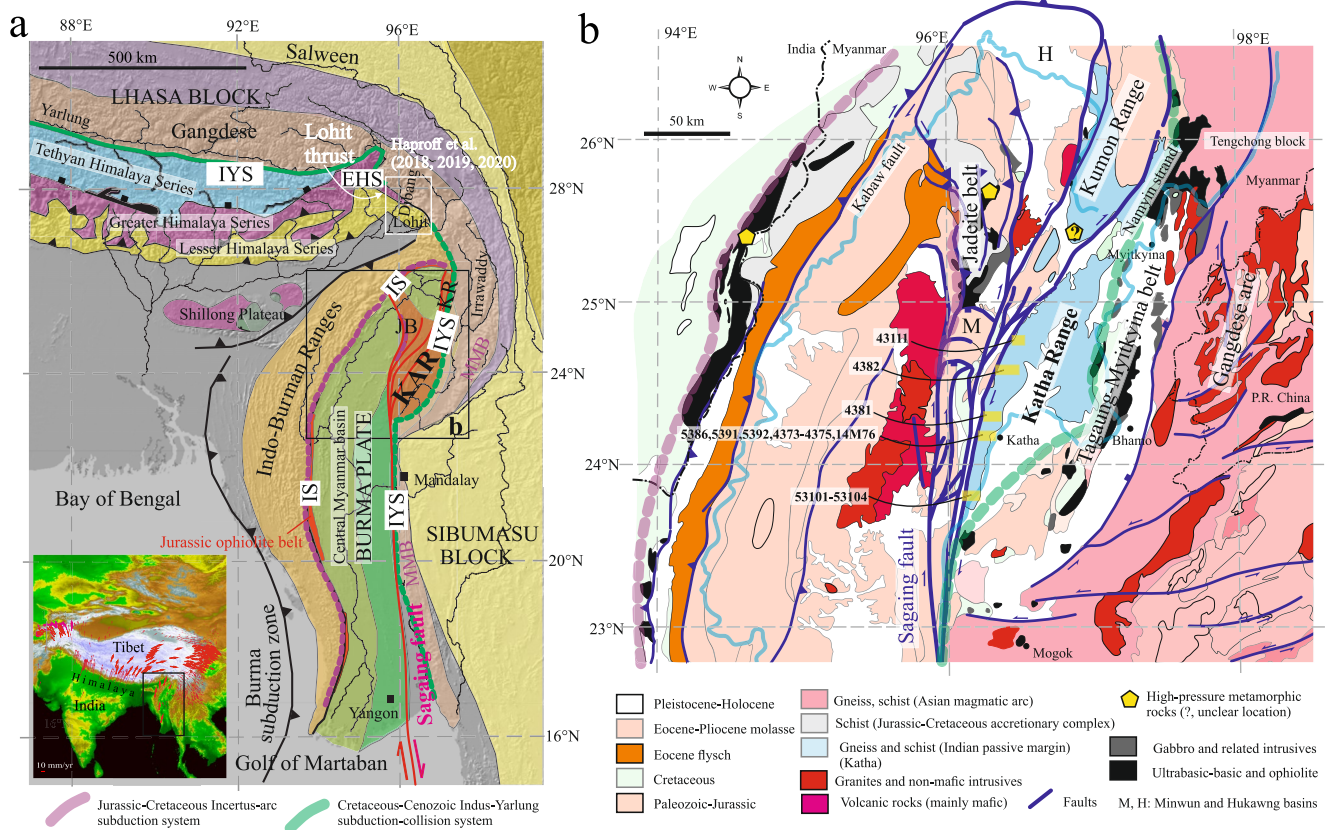 a
88°E
92°E
96°E
500 km
Salween
LHASA BLOCK
Yarlung
Gangdese
Lohit
thrust
Haproff et al.
(2018, 2019, 2020)
Tethyan Himalaya Series
IYS
EHS
28°N
Dibang
Lohit
Greater Himalaya Series
Lesser Himalaya Series
IS
KR
Irrawaddy
Shillong Plateau
JB
IYS
MMB
24°N
KAR
Indo-Burman Ranges
b
Central Myanmar basin
BURMA PLATE
Mandalay
Bay of Bengal
IS
IYS
SIBUMASU
BLOCK
Jurassic ophiolite belt
MMB
20°N
Burma
subduction zone
Sagaing fault
Tibet
Himalaya
India
10 mm/yr
16°
Yangon
16°N
Golf of Martaban
Jurassic-Cretaceous Incertus-arc
subduction system
Cretaceous-Cenozoic Indus-Yarlung
subduction-collision system
b
94°E
96°E
98°E
India
Myanmar
H
N
W
E
S
50 km
26°N
Kabaw fault
Jadeite belt
Kumon Range
Nanyin strand
Tengchong block
Myanmar
?
Myitkyina
25°N
M
431H
4382
Katha Range
Tagaung-Myitkyina belt
Gangdese arc
P.R. China
4381
5386,5391,5392,4373-4375,14M76
Katha
Bhamo
24°N
53101-53104
Sagaing fault
23°N
Mogok
Pleistocene-Holocene
Eocene-Pliocene molasse
Eocene flysch
Cretaceous
Paleozoic-Jurassic
Gneiss, schist (Asian magmatic arc)
Schist (Jurassic-Cretaceous accretionary complex)
Gneiss and schist (Indian passive margin)
(Katha)
Granites and non-mafic intrusives
Volcanic rocks (mainly mafic)
High-pressure metamorphic
rocks (?, unclear location)
Gabbro and related intrusives
Ultrabasic-basic and ophiolite
Faults
M, H: Minwun and Hukawng basins